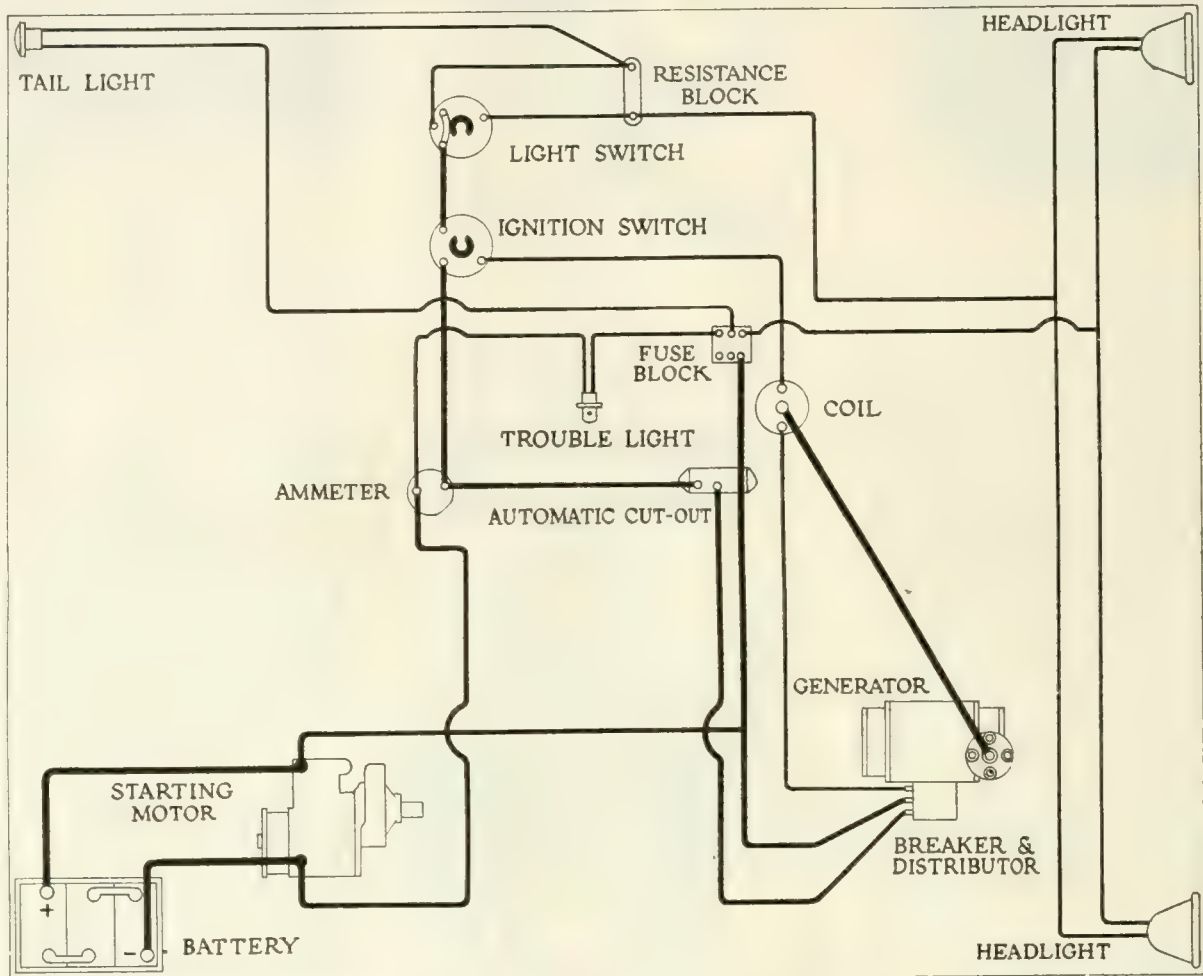 HEADLIGHT
TAIL LIGHT
RESISTANCE
BLOCK
LIGHT SWITCH
IGNITION SWITCH
FUSE
BLOCK
COIL
TROUBLE LIGHT
AMMETER
AUTOMATIC CUT-OUT
GENERATOR
STARTING
MOTOR
BREAKER &
DISTRIBUTOR
+
-
BATTERY
HEADLIGHT